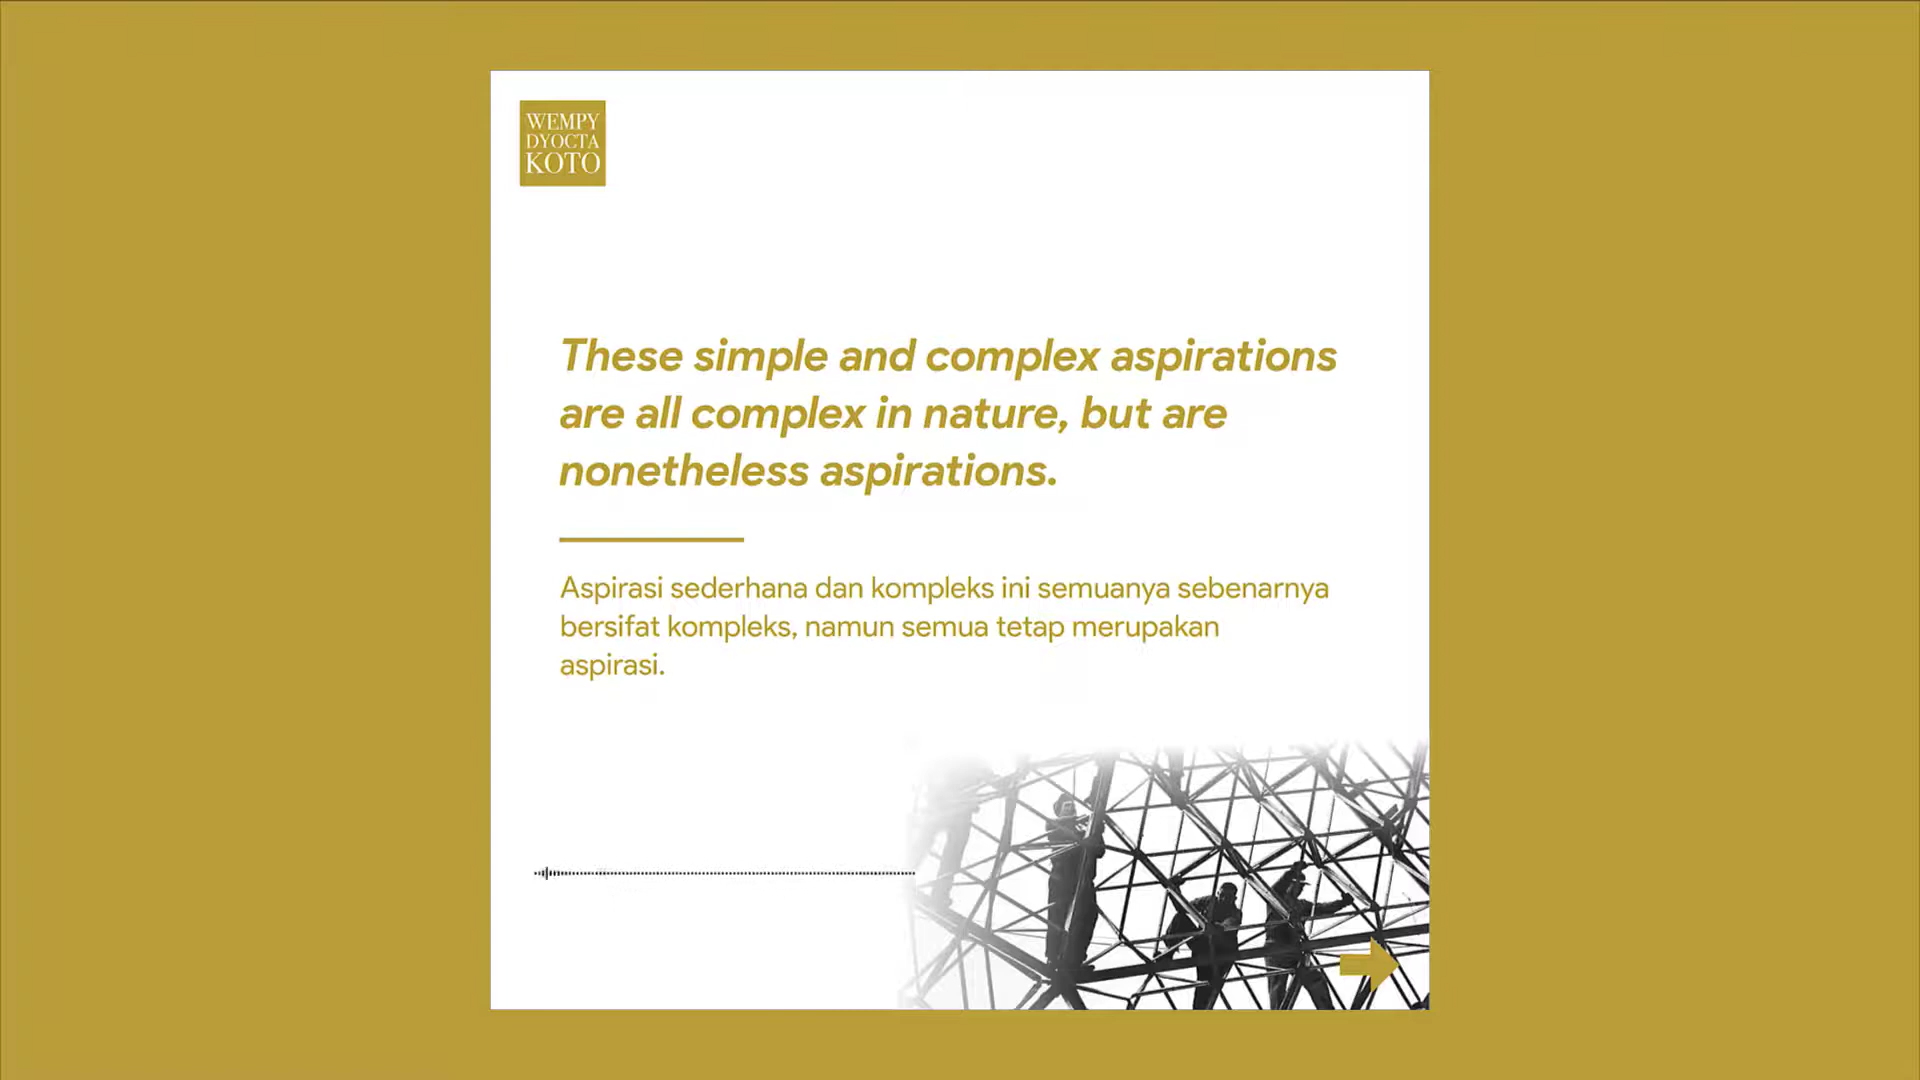 WEMPY
DYOCTA
KOTO
These simple and complex aspirations
are all complex in nature, but are
nonetheless aspirations.
Aspirasi sederhana dan kompleks ini semuanya sebenarnya
bersifat kompleks, namun semua tetap merupakan
aspirasi.